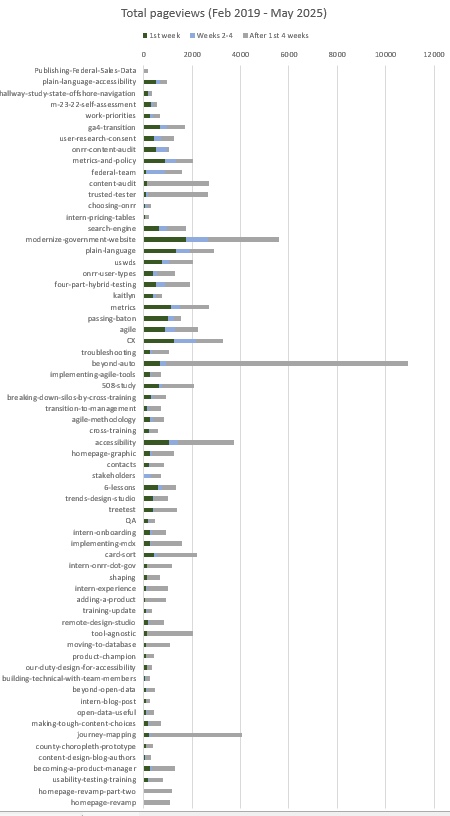 Total pageviews (Feb 2019 - May 2025)
1st week Weeks 2-4 After 1st 4 weeks
0 2000 4000 6000 8000 10000 12000
Publishing-Federal-Sales-Data
plain-language-accessibility
hallway-study-state-offshore-navigation
m-23-22-self-assessment
work-priorities
ga4-transition
user-research-consent
onrr-content-audit
metrics-and-policy
federal-team
content-audit
trusted-tester
choosing-onrr
intern-pricing-tables
search-engine
modernize-government-website
plain-language
uswds
onrr-user-types
four-part-hybrid-testing
kaitlyn
metrics
passing-baton
agile
CX
troubleshooting
beyond-auto
implementing-agile-tools
508-study
breaking-down-silos-by-cross-training
transition-to-management
agile-methodology
cross-training
accessibility
homepage-graphic
contacts
stakeholders
6-lessons
trends-design-studio
treetest
QA
intern-onboarding
implementing-mdx
card-sort
intern-onrr-dot-gov
shaping
intern-experience
adding-a-product
training-update
remote-design-studio
tool-agnostic
moving-to-database
product-champion
our-duty-design-for-accessibility
building-technical-with-team-members
beyond-open-data
intern-blog-post
open-data-useful
making-tough-content-choices
journey-mapping
county-choropleth-prototype
content-design-blog-authors
becoming-a-product-manager
usability-testing-training
homepage-revamp-part-two
homepage-revamp